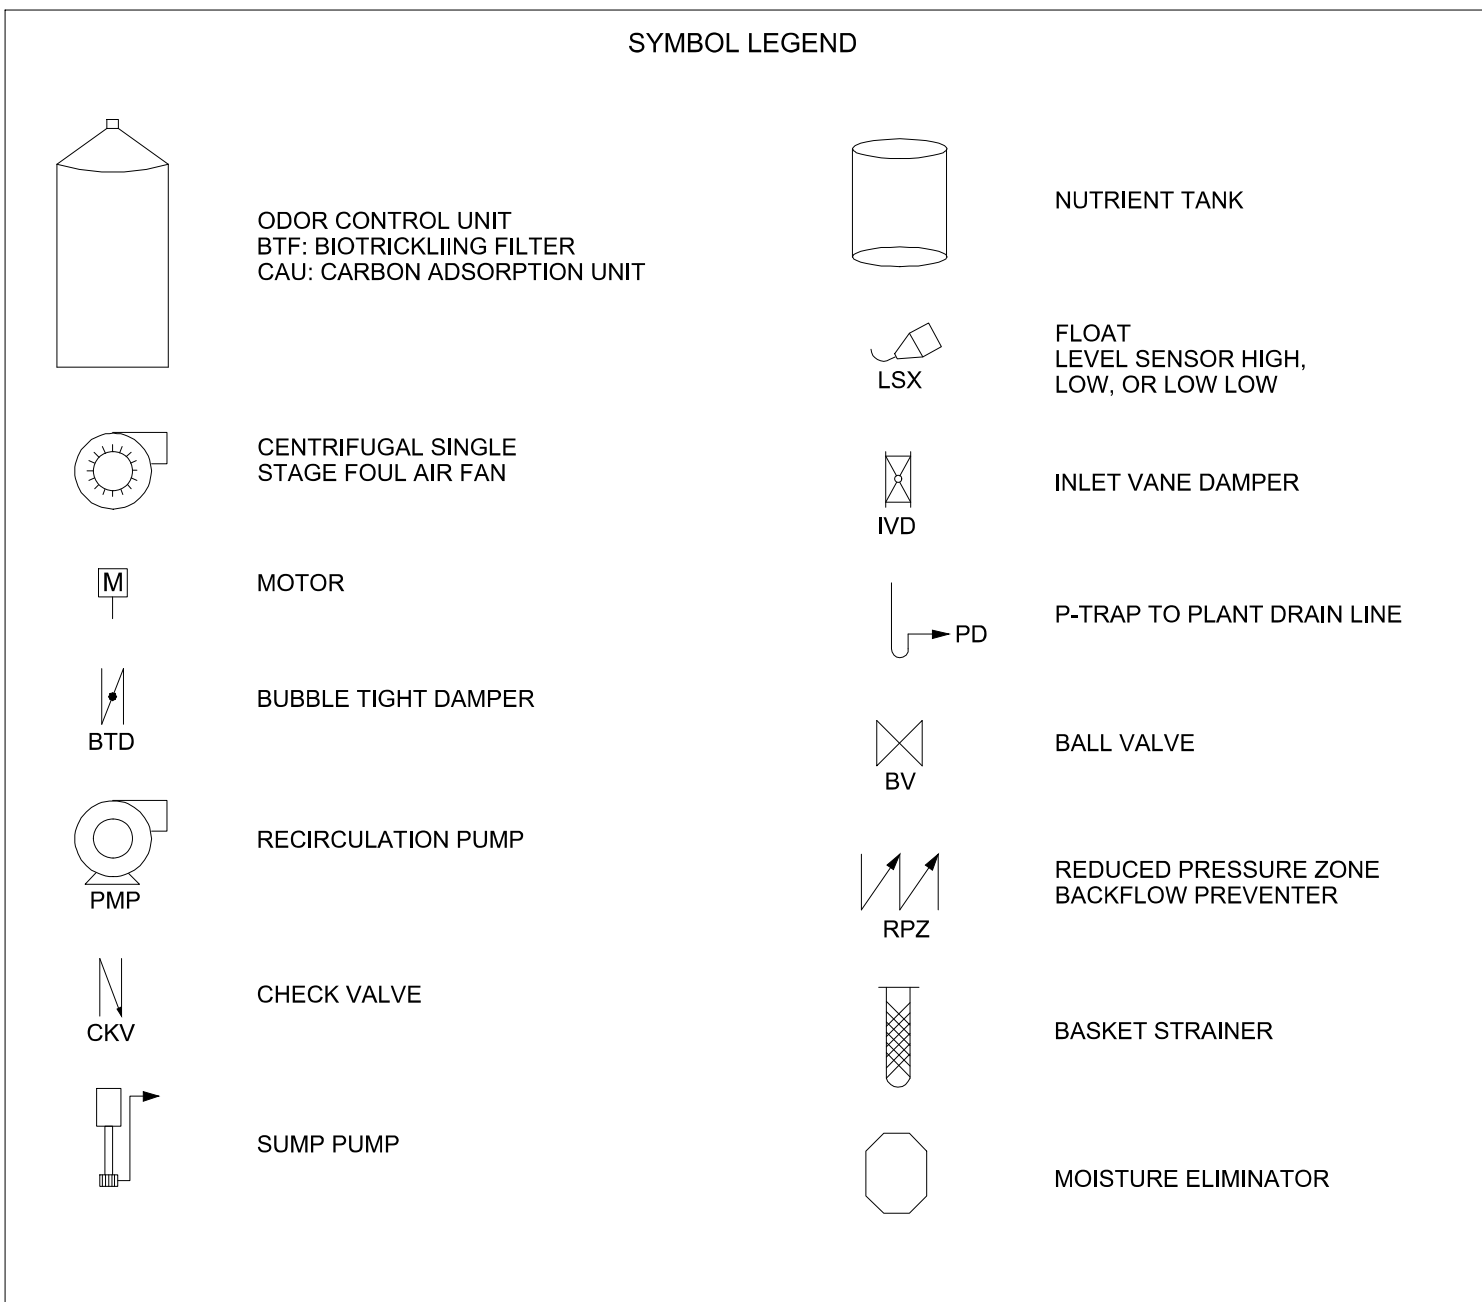 SYMBOL LEGEND
ODOR CONTROL UNIT
BTF: BIOTRICKLIING FILTER
CAU: CARBON ADSORPTION UNIT
CENTRIFUGAL SINGLE
STAGE FOUL AIR FAN
M
MOTOR
BTD
BUBBLE TIGHT DAMPER
PMP
RECIRCULATION PUMP
CKV
CHECK VALVE
SUMP PUMP
NUTRIENT TANK
LSX
FLOAT
LEVEL SENSOR HIGH,
LOW, OR LOW LOW
IVD
INLET VANE DAMPER
PD
P-TRAP TO PLANT DRAIN LINE
BV
BALL VALVE
RPZ
REDUCED PRESSURE ZONE
BACKFLOW PREVENTER
BASKET STRAINER
MOISTURE ELIMINATOR